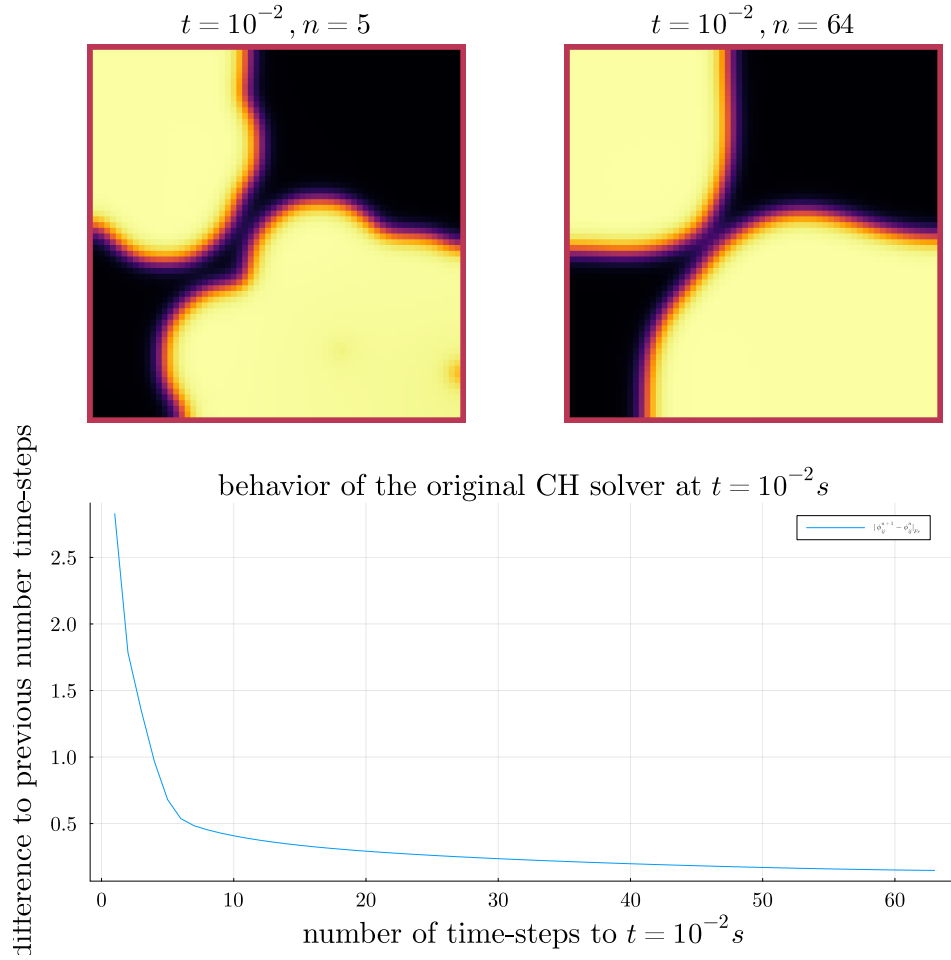 t = 10⁻², n = 5
t = 10⁻², n = 64
behavior of the original CH solver at t = 10⁻²s
difference to previous number time-steps
2.5
2.0
1.5
1.0
0.5
0 10 20 30 40 50 60
number of time-steps to t = 10⁻²s